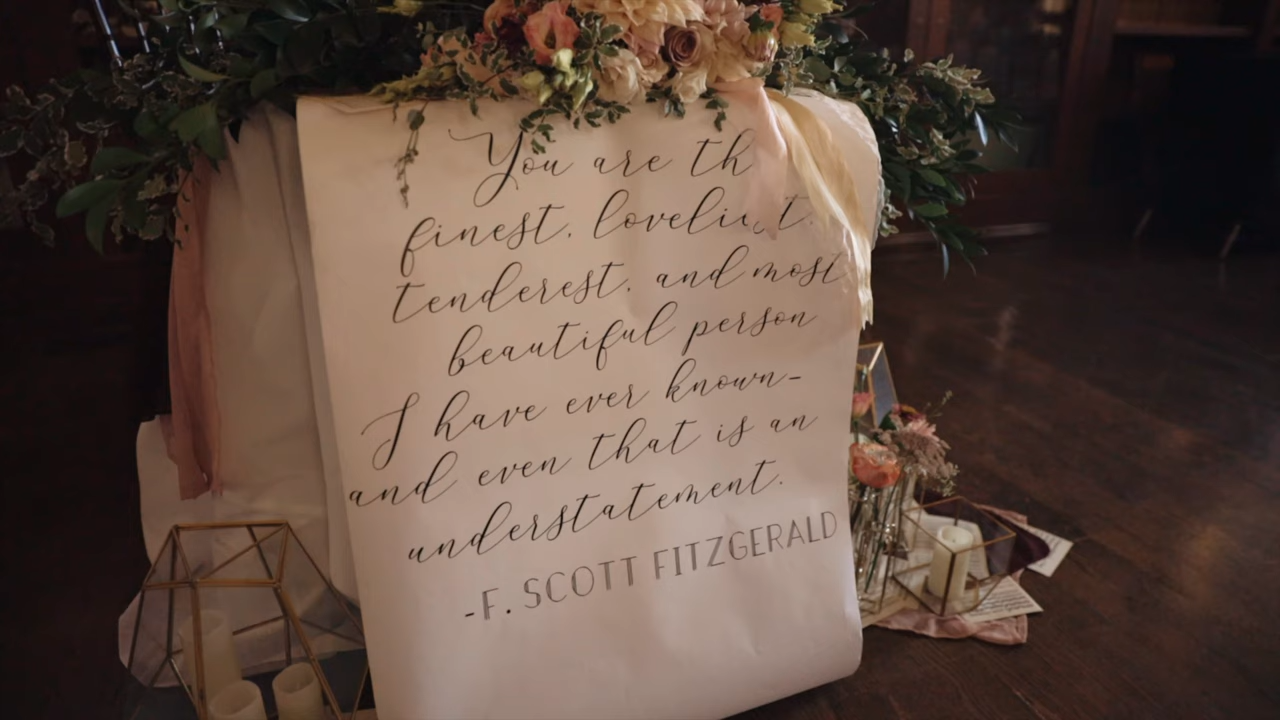 You are th
finest, loveliest,
tenderest, and most
beautiful person
I have ever known-
and even that is an
understatement.
-F. SCOTT FITZGERALD